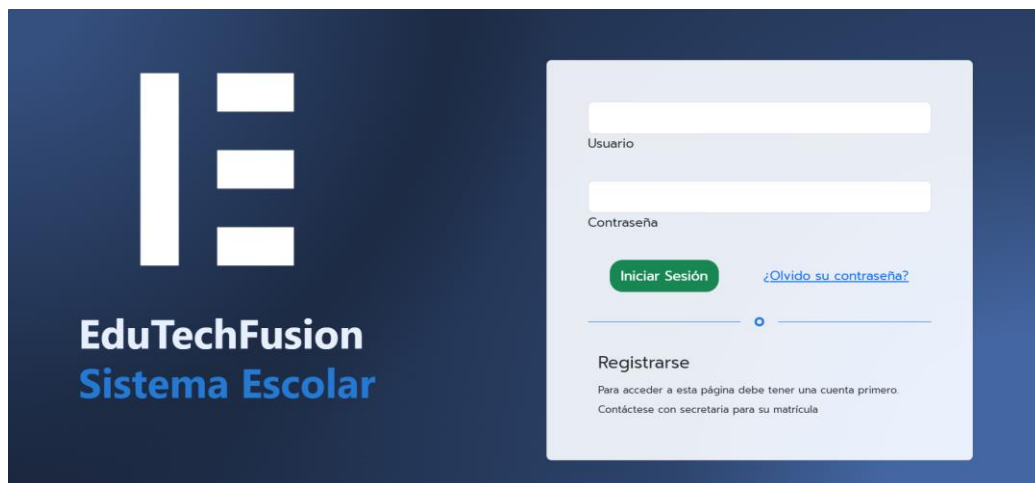 EduTechFusion
Sistema Escolar
Usuario
Contraseña
Iniciar Sesión
¿Olvido su contraseña?
o
Registrarse
Para acceder a esta página debe tener una cuenta primero.
Contáctese con secretaria para su matrícula